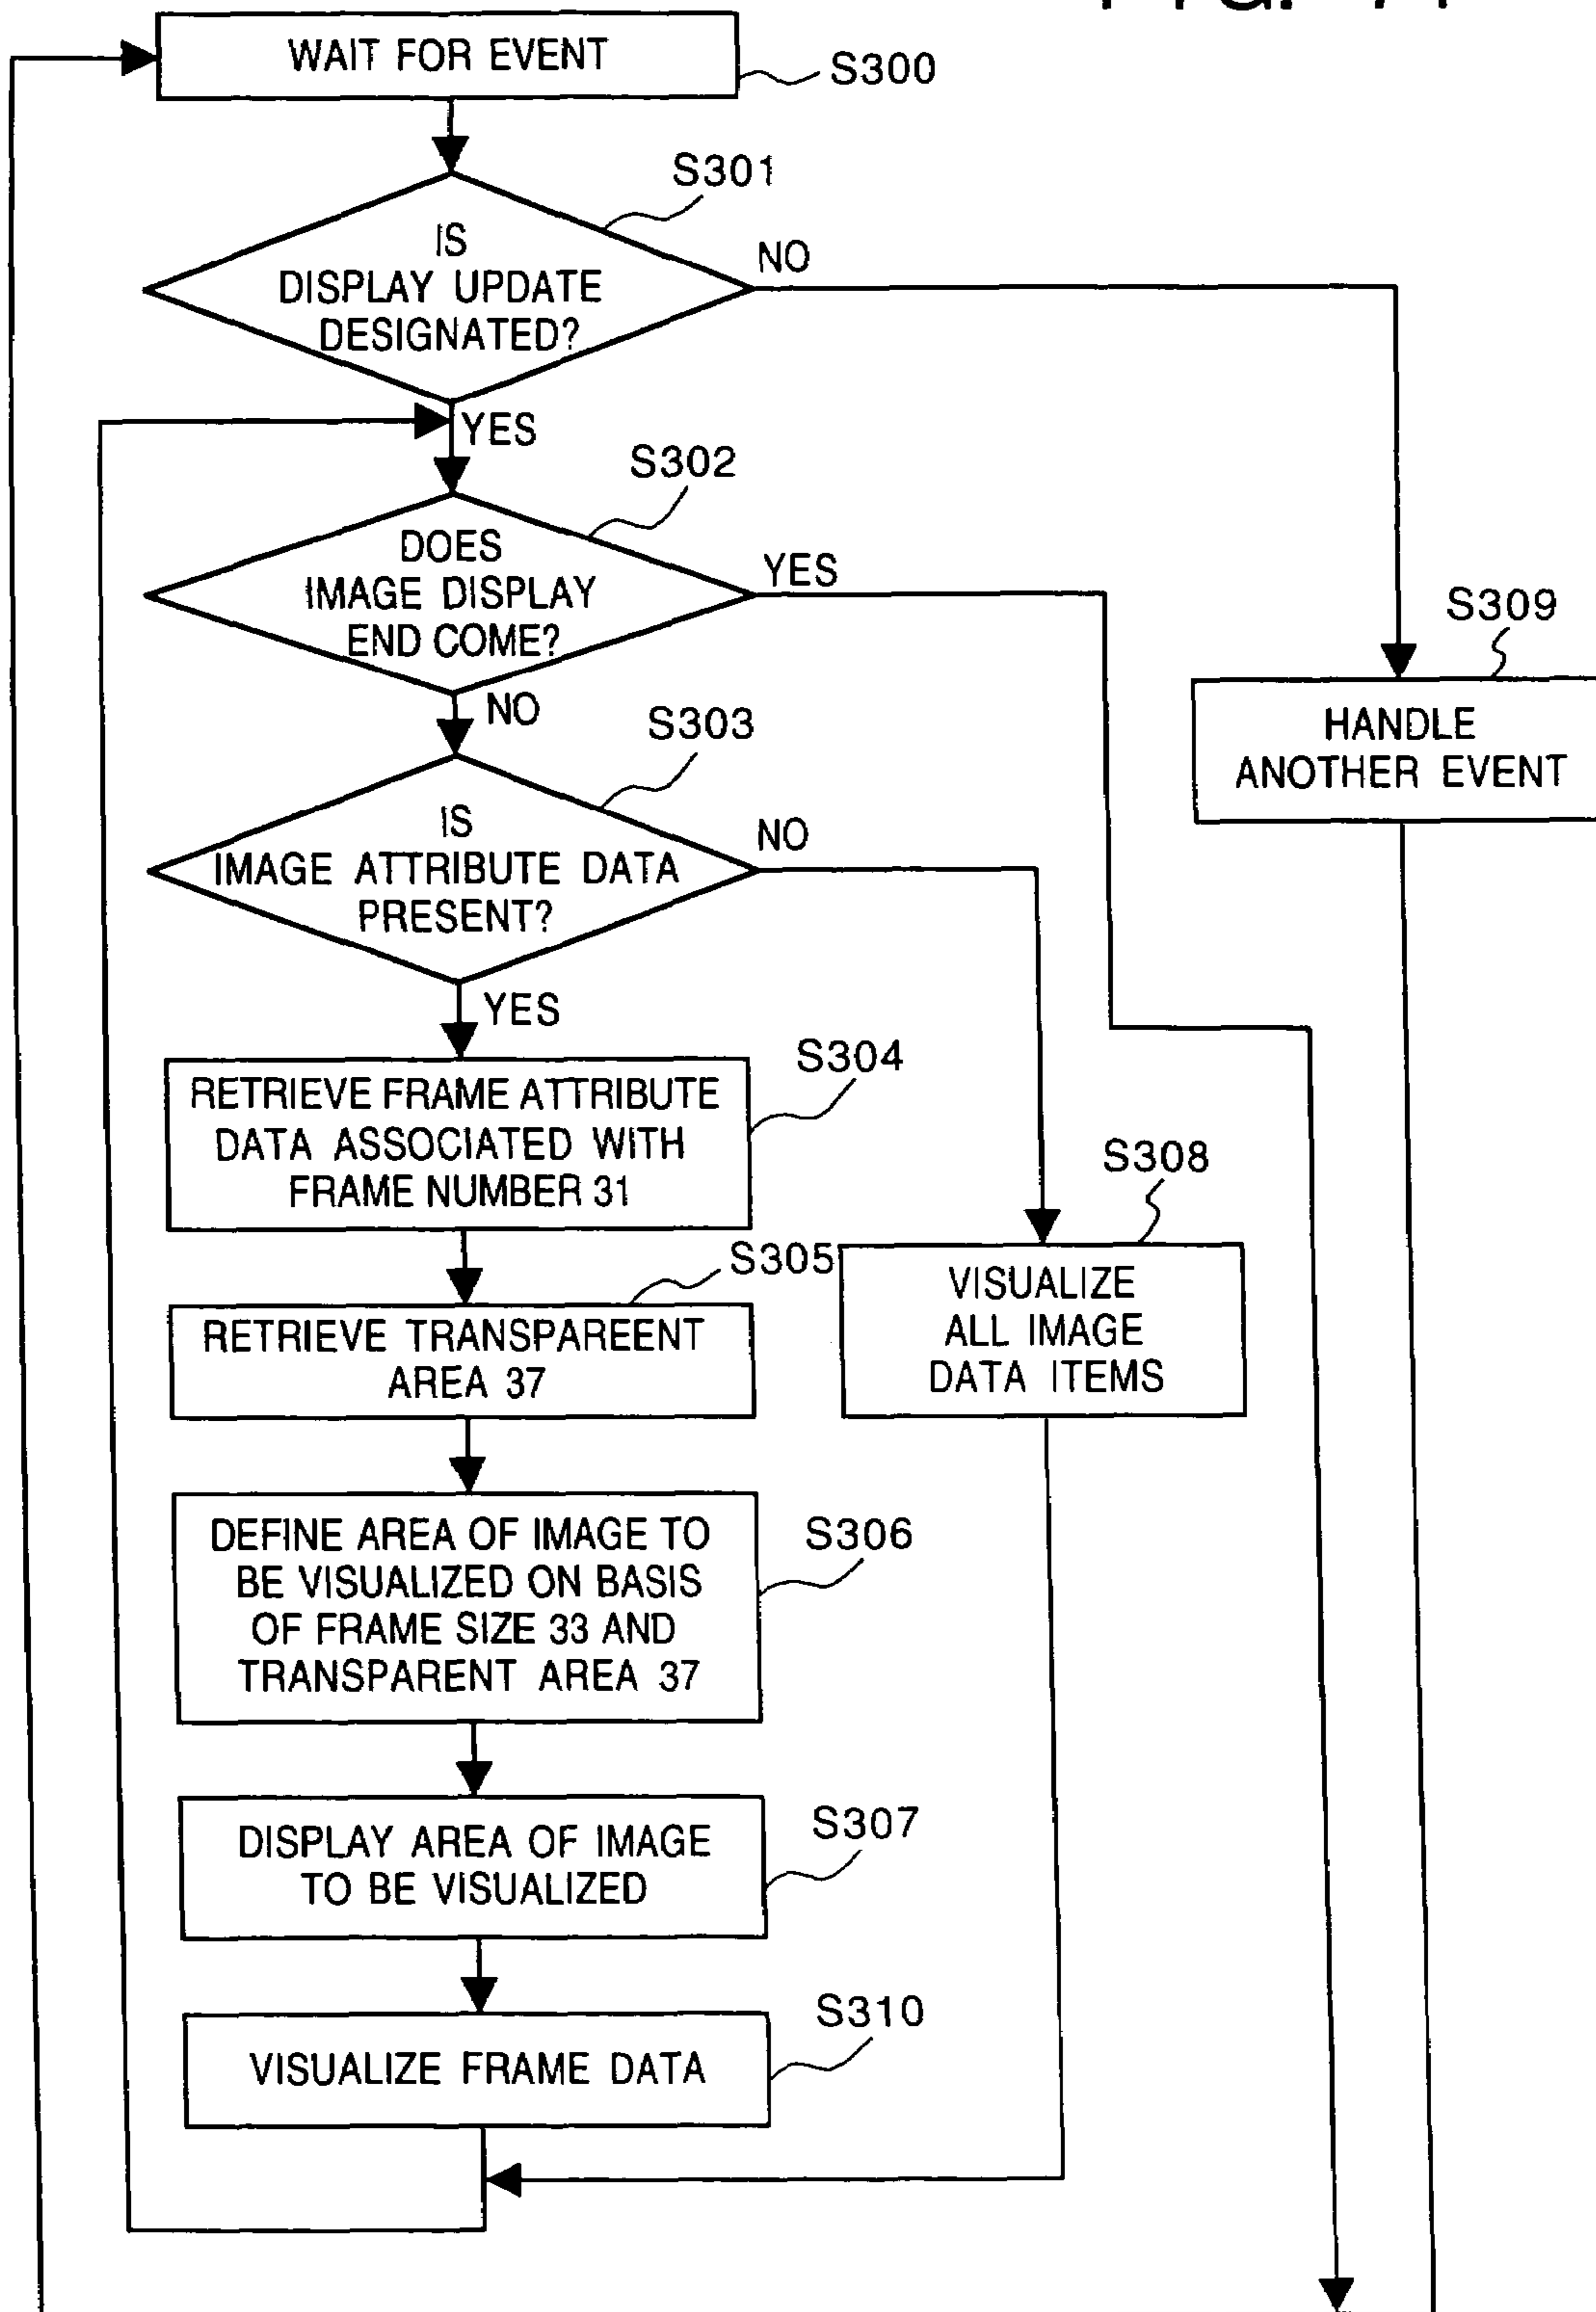 WAIT FOR EVENT
S300
S301
IS
DISPLAY UPDATE
DESIGNATED?
NO
YES
S302
DOES
IMAGE DISPLAY
END COME?
YES
NO
S309
HANDLE
ANOTHER EVENT
S303
IS
IMAGE ATTRIBUTE DATA
PRESENT?
NO
YES
S304
RETRIEVE FRAME ATTRIBUTE
DATA ASSOCIATED WITH
FRAME NUMBER 31
S308
VISUALIZE
ALL IMAGE
DATA ITEMS
S305
RETRIEVE TRANSPAREENT
AREA 37
S306
DEFINE AREA OF IMAGE TO
BE VISUALIZED ON BASIS
OF FRAME SIZE 33 AND
TRANSPARENT AREA 37
S307
DISPLAY AREA OF IMAGE
TO BE VISUALIZED
S310
VISUALIZE FRAME DATA